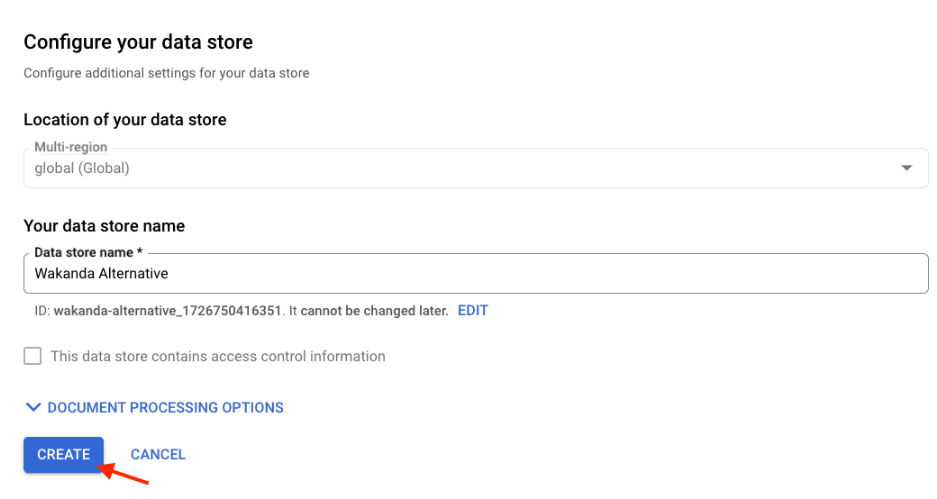 Configure your data store
Configure additional settings for your data store
Location of your data store
Multi-region
global (Global)
Your data store name
Data store name *
Wakanda Alternative
ID: wakanda-alternative_1726750416351. It cannot be changed later. EDIT
This data store contains access control information
DOCUMENT PROCESSING OPTIONS
CREATE CANCEL